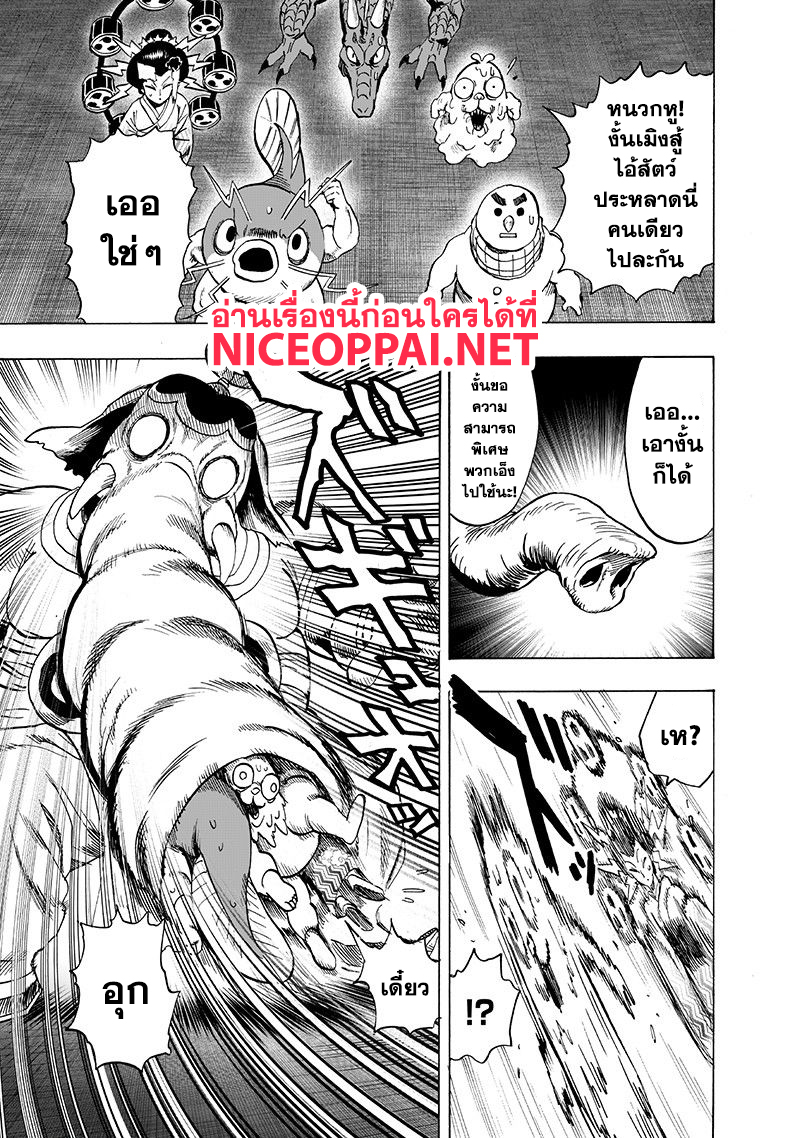 หนวกหู!
งั้นเมิงสู้
ไอ้สัตว์
ประหลาดนี่
คนเดียว
ไปละกัน
เออ
ใช่ๆ
อ่านเรื่องนี้ก่อนใครได้ที่
NICEOPPAI.NET
เออ...
เอางั้น
ก็ได้
งั้นขอ
ความ
สามารถ
พิเศษ
พวกเอ็ง
ไปใช้นะ!
ズギュオッ
เห?
!?
เดี๋ยว
อุก